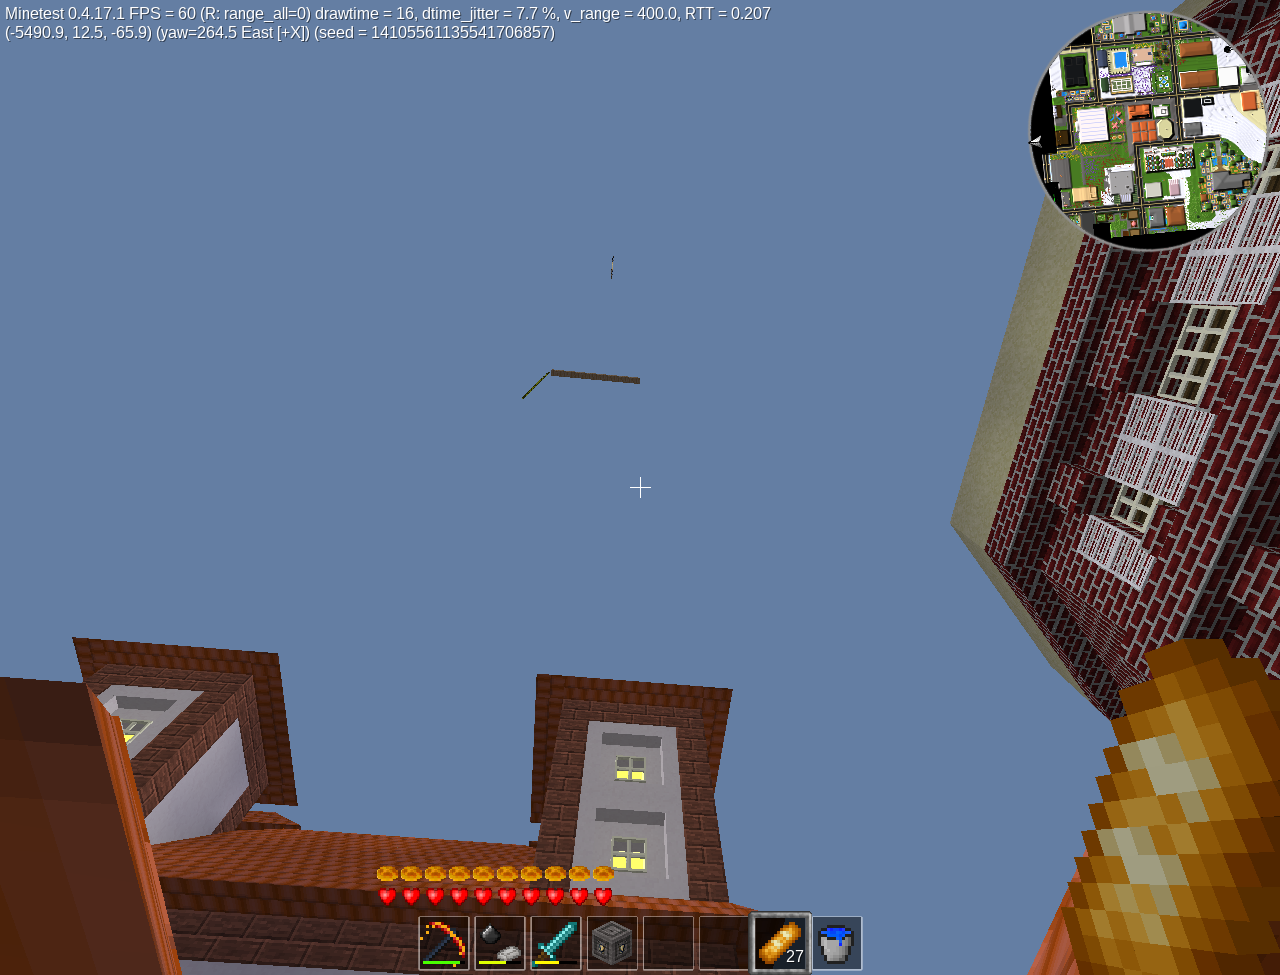 Minetest 0.4.17.1 FPS = 60 (R: range_all=0) drawtime = 16, dtime_jitter = 7.7 %, v_range = 400.0, RTT = 0.207
(-5490.9, 12.5, -65.9) (yaw=264.5 East [+X]) (seed = 14105561135541706857)
27